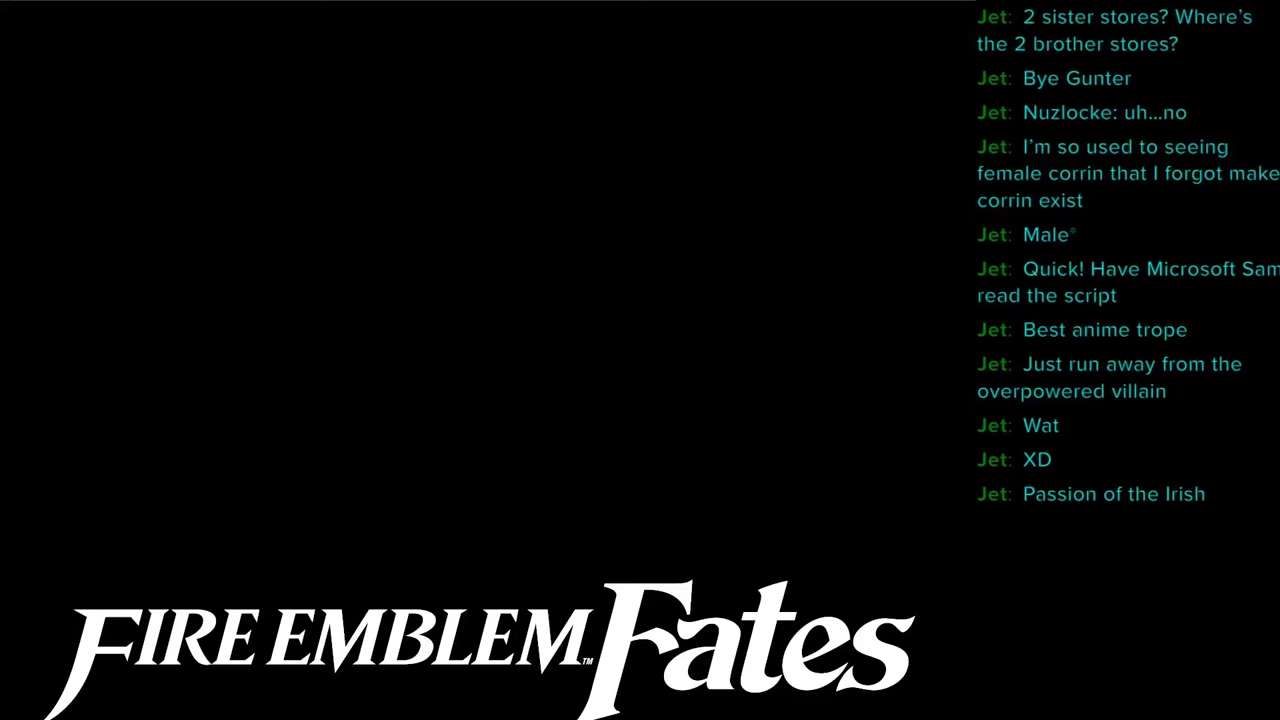 Jet: 2 sister stores? Where's
the 2 brother stores?
Jet: Bye Gunter
Jet: Nuzlocke: uh...no
Jet: I'm so used to seeing
female corrin that I forgot make
corrin exist
Jet: Male*
Jet: Quick! Have Microsoft Sam
read the script
Jet: Best anime trope
Jet: Just run away from the
overpowered villain
Jet: Wat
Jet: XD
Jet: Passion of the Irish
FIRE EMBLEM™ Fates